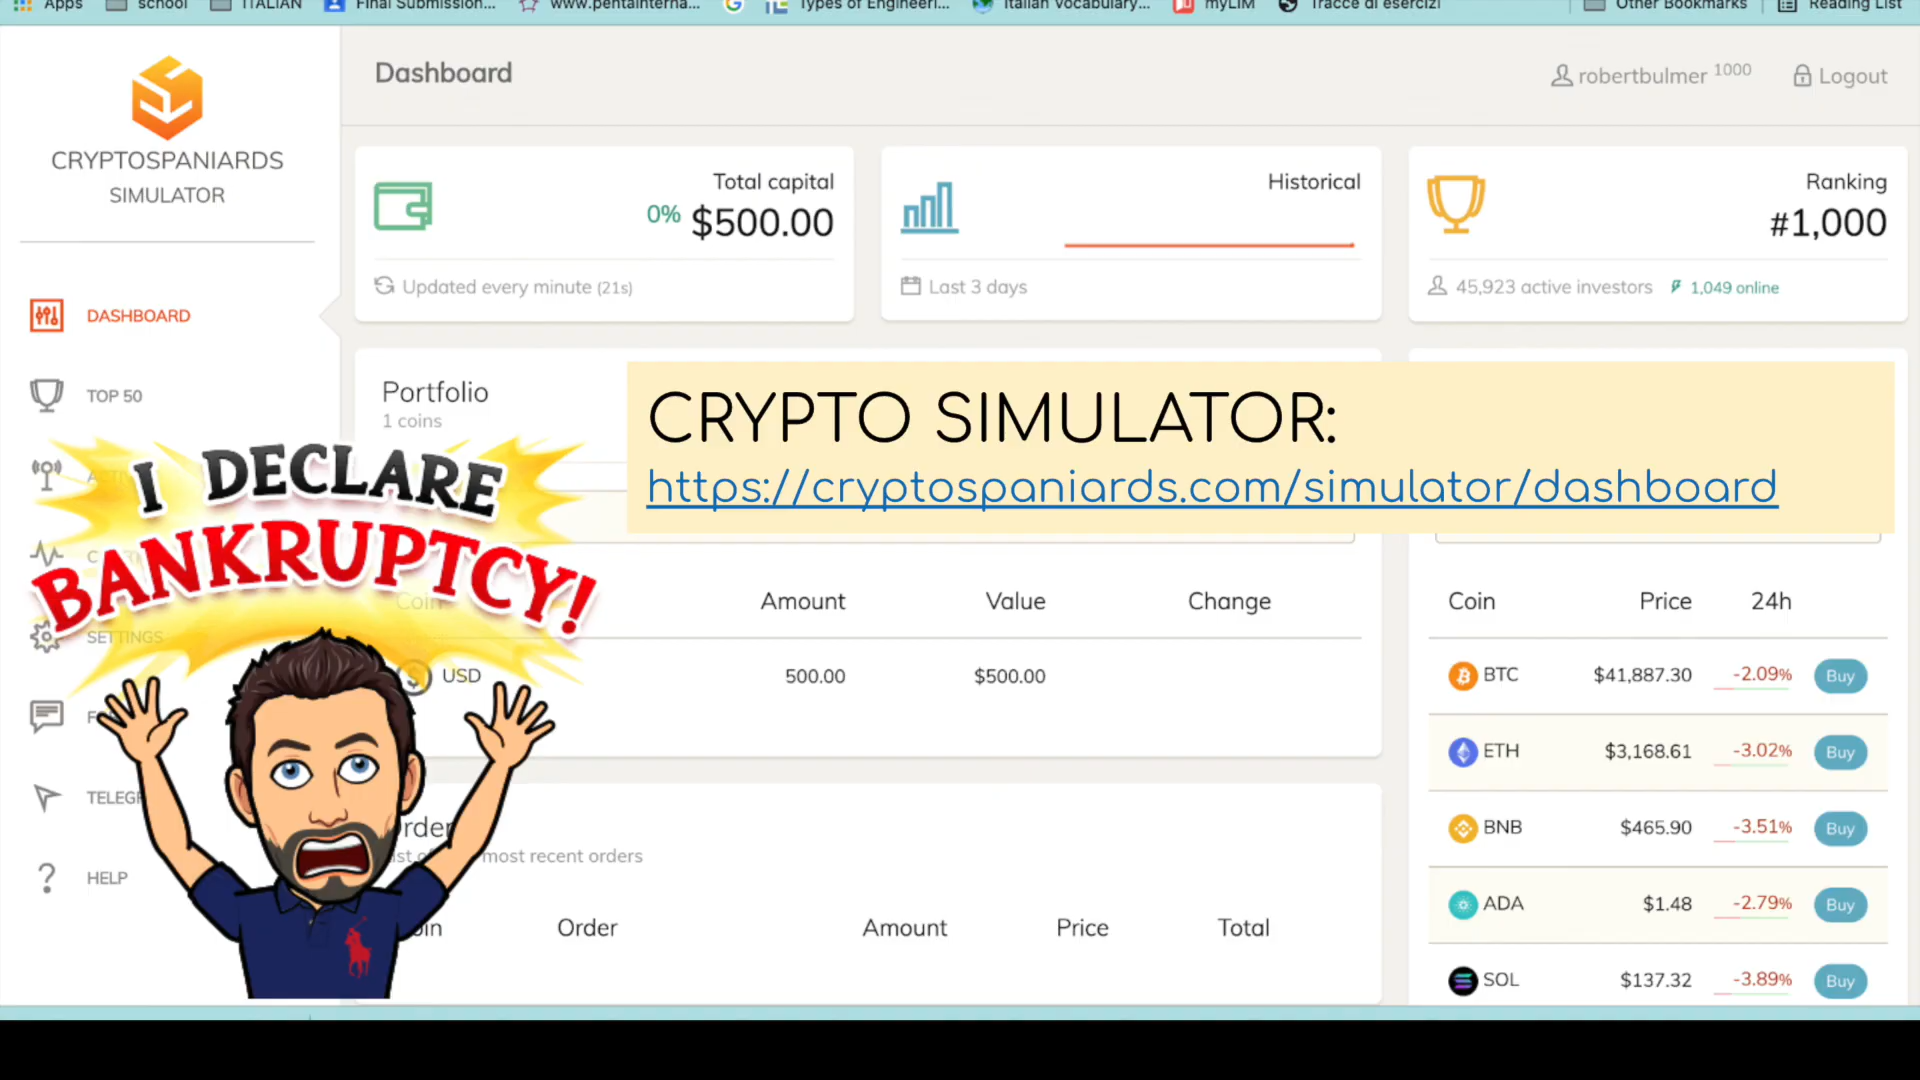 Apps school ITALIAN Final Submission... www.pentainterna... Types of Engineeri... Italian Vocabulary... myLIM Tracce di esercizi Other Bookmarks Reading List
CRYPTOSPANIARDS
SIMULATOR
Dashboard
robertbulmer 1000
Logout
Total capital
0% $500.00
Updated every minute (21s)
Historical
Last 3 days
Ranking
#1,000
45,923 active investors 1,049 online
DASHBOARD
TOP 50
SETTINGS
HELP
Portfolio
1 coins
CRYPTO SIMULATOR:
https://cryptospaniards.com/simulator/dashboard
I DECLARE
BANKRUPTCY!
Coin Amount Value Change
USD 500.00 $500.00
most recent orders
Order Amount Price Total
Coin Price 24h
BTC $41,887.30 -2.09% Buy
ETH $3,168.61 -3.02% Buy
BNB $465.90 -3.51% Buy
ADA $1.48 -2.79% Buy
SOL $137.32 -3.89% Buy